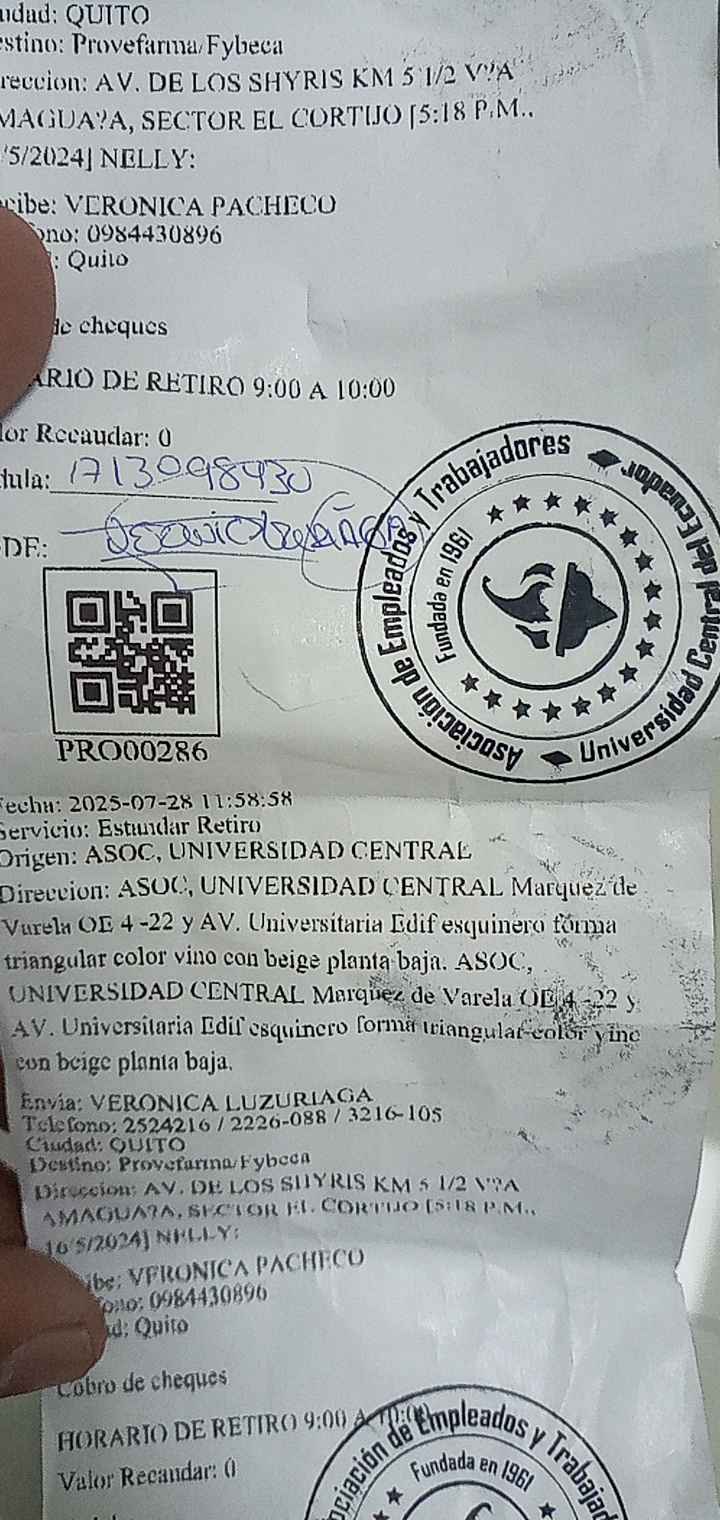 udad: QUITO
estino: Provefarma/Fybeca
reccion: AV. DE LOS SHYRIS KM 5 1/2 V?A
MAGUA?A, SECTOR EL CORTIJO [5:18 P.M.,
/5/2024] NELLY:
cibe: VERONICA PACHECO
ono: 0984430896
: Quito
de cheques
ARIO DE RETIRO 9:00 A 10:00
lor Recaudar: 0
dula: 1713098430
DE:
Asociación de Empleados y Trabajadores
Universidad Central del Ecuador
Fundada en 1961
PRO00286
Fecha: 2025-07-28 11:58:58
Servicio: Estandar Retiro
Origen: ASOC, UNIVERSIDAD CENTRAL
Direccion: ASOC, UNIVERSIDAD CENTRAL Marquez de
Varela OE 4 -22 y AV. Universitaria Edif esquinero forma
triangular color vino con beige planta baja. ASOC,
UNIVERSIDAD CENTRAL Marquez de Varela OE 4 -22 y
AV. Universitaria Edif esquinero forma triangular color vino
con beige planta baja.
Envia: VERONICA LUZURIAGA
Telefono: 2524216 / 2226-088 / 3216-105
Ciudad: QUITO
Destino: Provefarma/Fybeca
Direccion: AV. DE LOS SHYRIS KM 5 1/2 V?A
AMAGUA?A, SECTOR EL CORTIJO [5:18 P.M.,
16/5/2024] NELLY:
ibe: VERONICA PACHECO
ono: 0984430896
ad: Quito
Cobro de cheques
HORARIO DE RETIRO 9:00 A 10:00
Valor Recaudar: 0
ociación de Empleados y Trabajad
Fundada en 1961